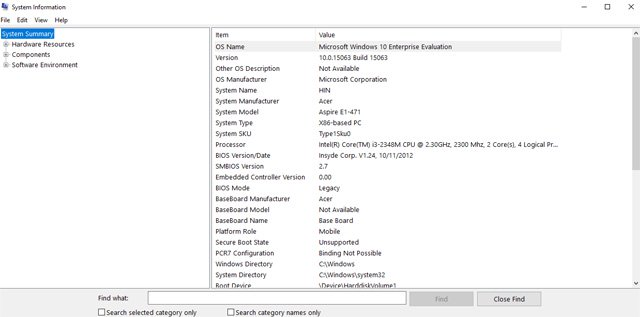 System Information
File Edit View Help
System Summary
Hardware Resources
Components
Software Environment
Item Value
OS Name Microsoft Windows 10 Enterprise Evaluation
Version 10.0.15063 Build 15063
Other OS Description Not Available
OS Manufacturer Microsoft Corporation
System Name HIN
System Manufacturer Acer
System Model Aspire E1-471
System Type X86-based PC
System SKU Type1Sku0
Processor Intel(R) Core(TM) i3-2348M CPU @ 2.30GHz, 2300 Mhz, 2 Core(s), 4 Logical Pr...
BIOS Version/Date Insyde Corp. V1.24, 10/11/2012
SMBIOS Version 2.7
Embedded Controller Version 0.00
BIOS Mode Legacy
BaseBoard Manufacturer Acer
BaseBoard Model Not Available
BaseBoard Name Base Board
Platform Role Mobile
Secure Boot State Unsupported
PCR7 Configuration Binding Not Possible
Windows Directory C:\Windows
System Directory C:\Windows\system32
Boot Device \Device\HarddiskVolume1
Find what: Find Close Find
Search selected category only Search category names only